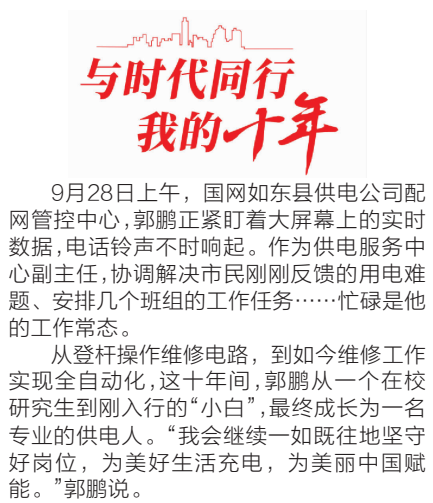 与时代同行
我的十年
9月28日上午，国网如东县供电公司配
网管控中心，郭鹏正紧盯着大屏幕上的实时
数据，电话铃声不时响起。作为供电服务中
心副主任，协调解决市民刚刚反馈的用电难
题、安排几个班组的工作任务……忙碌是他
的工作常态。
从登杆操作维修电路，到如今维修工作
实现全自动化，这十年间，郭鹏从一个在校
研究生到刚入行的“小白”，最终成长为一名
专业的供电人。“我会继续一如既往地坚守
好岗位，为美好生活充电，为美丽中国赋
能。”郭鹏说。